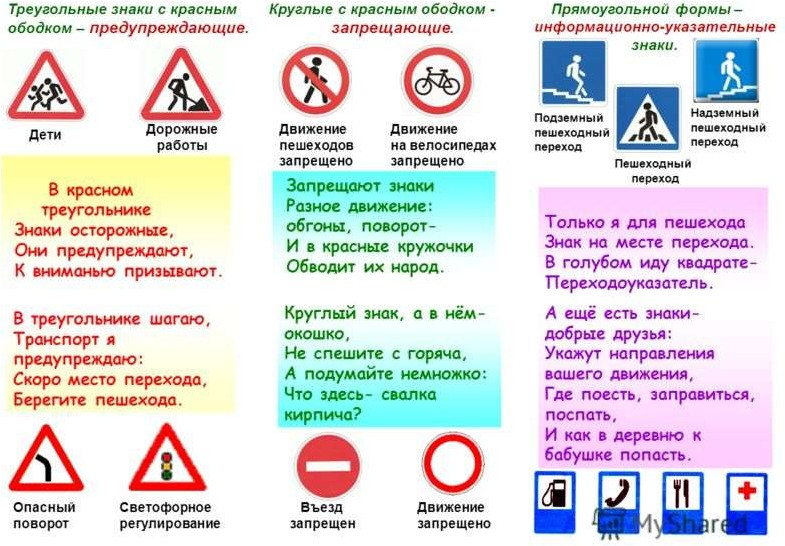 Треугольные знаки с красным
ободком – предупреждающие.
Дети
Дорожные
работы
В красном
треугольнике
Знаки осторожные,
Они предупреждают,
К вниманью призывают.
В треугольнике шагаю,
Транспорт я
предупреждаю:
Скоро место перехода,
Берегите пешехода.
Опасный
поворот
Светофорное
регулирование
Круглые с красным ободком -
запрещающие.
Движение
пешеходов
запрещено
Движение
на велосипедах
запрещено
Запрещают знаки
Разное движение:
обгоны, поворот-
И в красные кружочки
Обводит их народ.
Круглый знак, а в нём-
окошко,
Не спешите с горяча,
А подумайте немножко:
Что здесь- свалка
кирпича?
Въезд
запрещен
Движение
запрещено
Прямоугольной формы –
информационно-указательные
знаки.
Подземный
пешеходный
переход
Пешеходный
переход
Надземный
пешеходный
переход
Только я для пешехода
Знак на месте перехода.
В голубом иду квадрате-
Переходоуказатель.
А ещё есть знаки-
добрые друзья:
Укажут направления
вашего движения,
Где поесть, заправиться,
поспать,
И как в деревню к
бабушке попасть.
MyShared